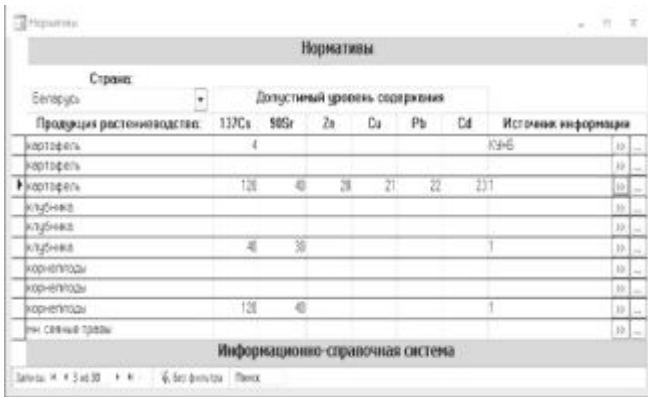 Нормативы
Нормативы
Страна:
Беларусь
Допустимый уровень содержания
Продукция растениеводства: 137Cs 90Sr Zn Cu Pb Cd Источник информации
картофель 4
картофель
картофель 120 40 20 21 22 23 1
клубника
клубника
клубника 40 30 1
корнеплоды
корнеплоды
корнеплоды 120 40 1
мн. сеяные травы
Информационно-справочная система
Запись: 3 из 30 без фильтра Поиск